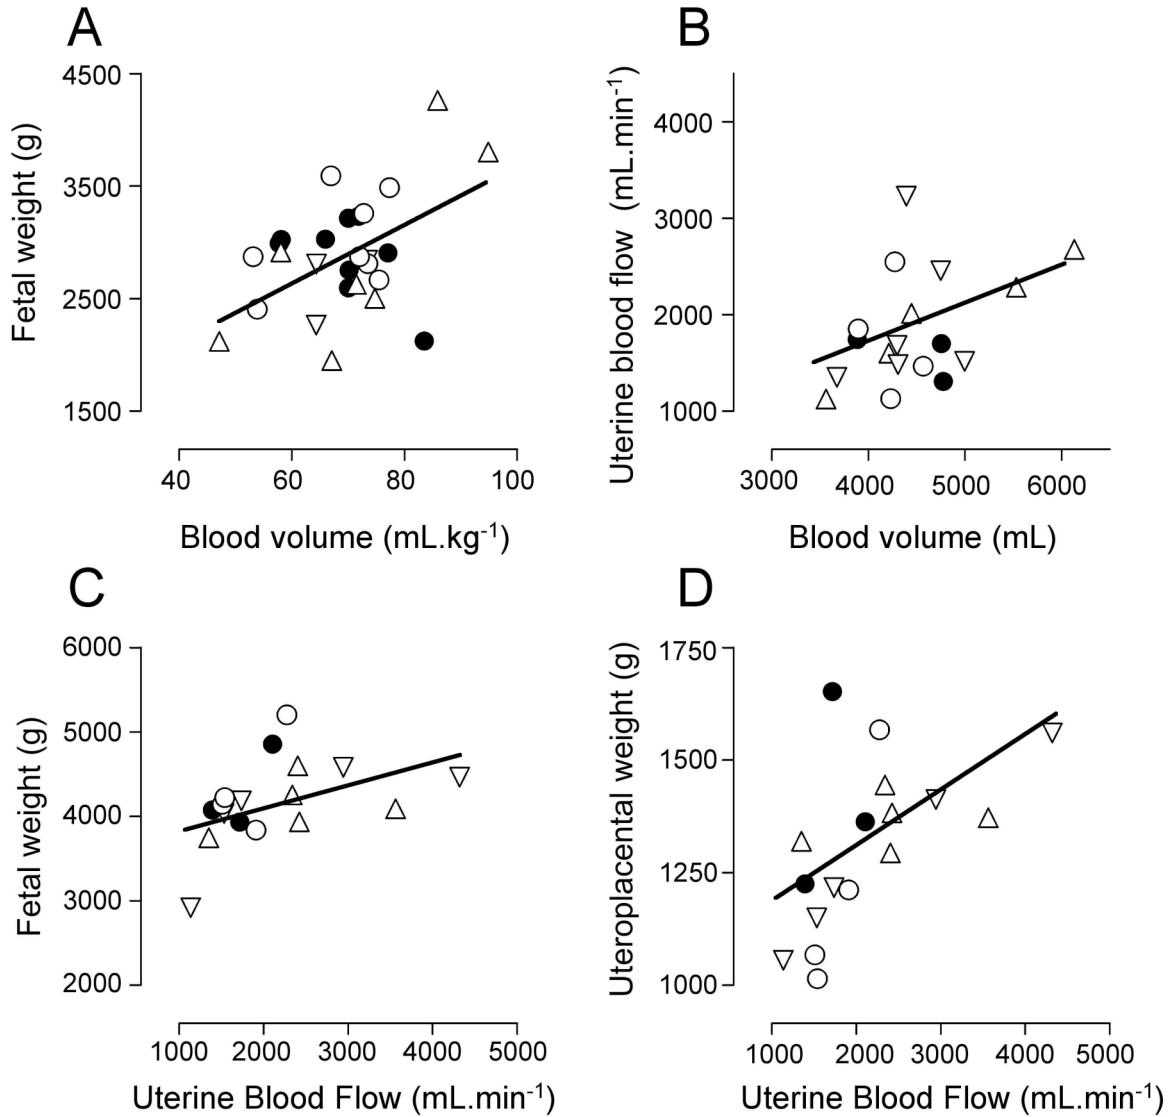 A
Fetal weight (g)
4500
3500
2500
1500
40 60 80 100
Blood volume (mL.kg⁻¹)
B
Uterine blood flow (mL.min⁻¹)
4000
3000
2000
1000
3000 4000 5000 6000
Blood volume (mL)
C
Fetal weight (g)
6000
5000
4000
3000
2000
1000 2000 3000 4000 5000
Uterine Blood Flow (mL.min⁻¹)
D
Uteroplacental weight (g)
1750
1500
1250
1000
1000 2000 3000 4000 5000
Uterine Blood Flow (mL.min⁻¹)